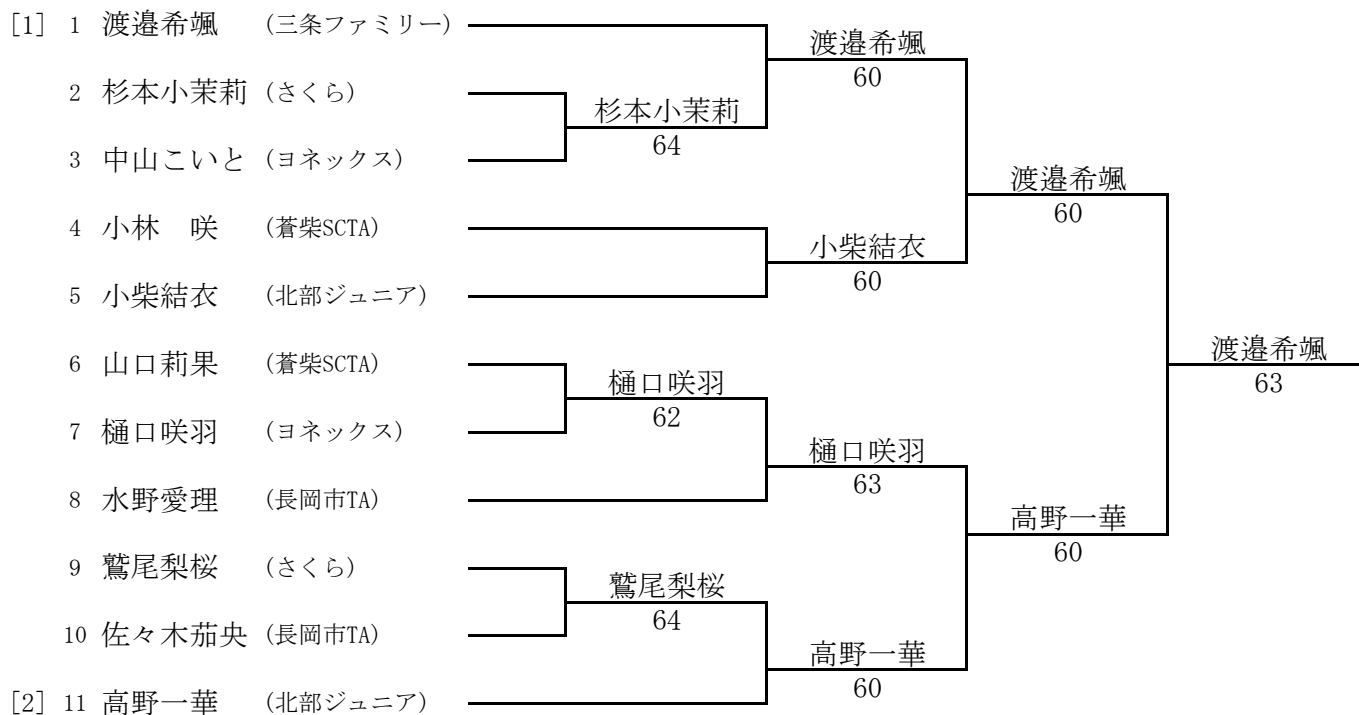 [1] 1 渡邉希颯 (三条ファミリー)
渡邉希颯
60
2 杉本小茉莉 (さくら)
杉本小茉莉
64
3 中山こいと (ヨネックス)
渡邉希颯
60
4 小林　咲 (蒼柴SCTA)
小柴結衣
60
5 小柴結衣 (北部ジュニア)
渡邉希颯
63
6 山口莉果 (蒼柴SCTA)
樋口咲羽
62
7 樋口咲羽 (ヨネックス)
樋口咲羽
63
8 水野愛理 (長岡市TA)
高野一華
60
9 鷲尾梨桜 (さくら)
鷲尾梨桜
64
10 佐々木茄央 (長岡市TA)
高野一華
60
[2] 11 高野一華 (北部ジュニア)